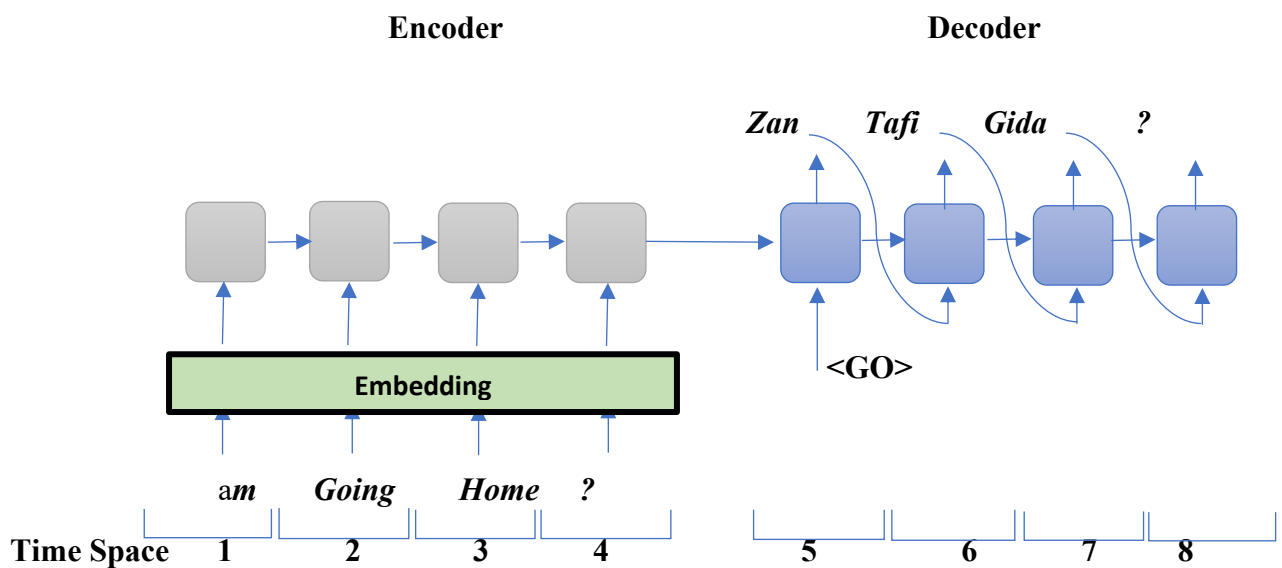 Encoder Decoder
Zan Tafi Gida ?
<GO>
Embedding
am Going Home ?
Time Space 1 2 3 4 5 6 7 8